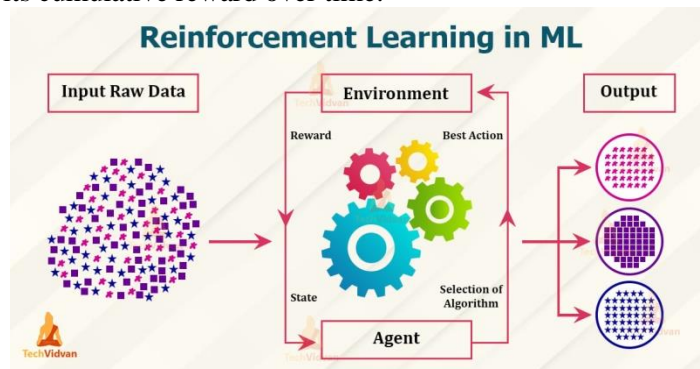 its cumulative reward over time.
Reinforcement Learning in ML
Input Raw Data
Environment
Output
TechVidvan
Reward
Best Action
State
Selection of
Algorithm
Agent
TechVidvan